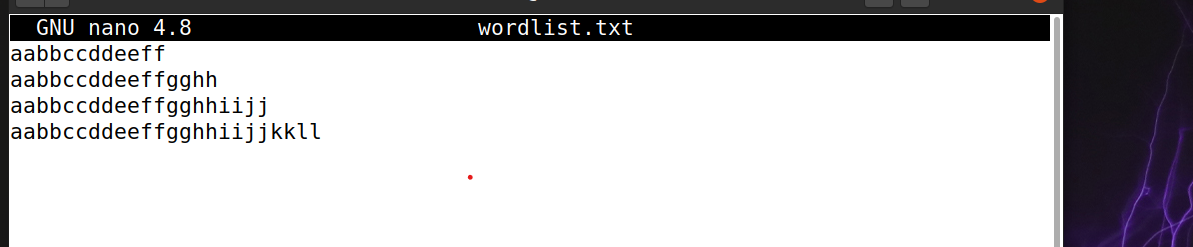 GNU nano 4.8 wordlist.txt
aabbccddeeff
aabbccddeeffgghh
aabbccddeeffgghhiijj
aabbccddeeffgghhiijjkkll